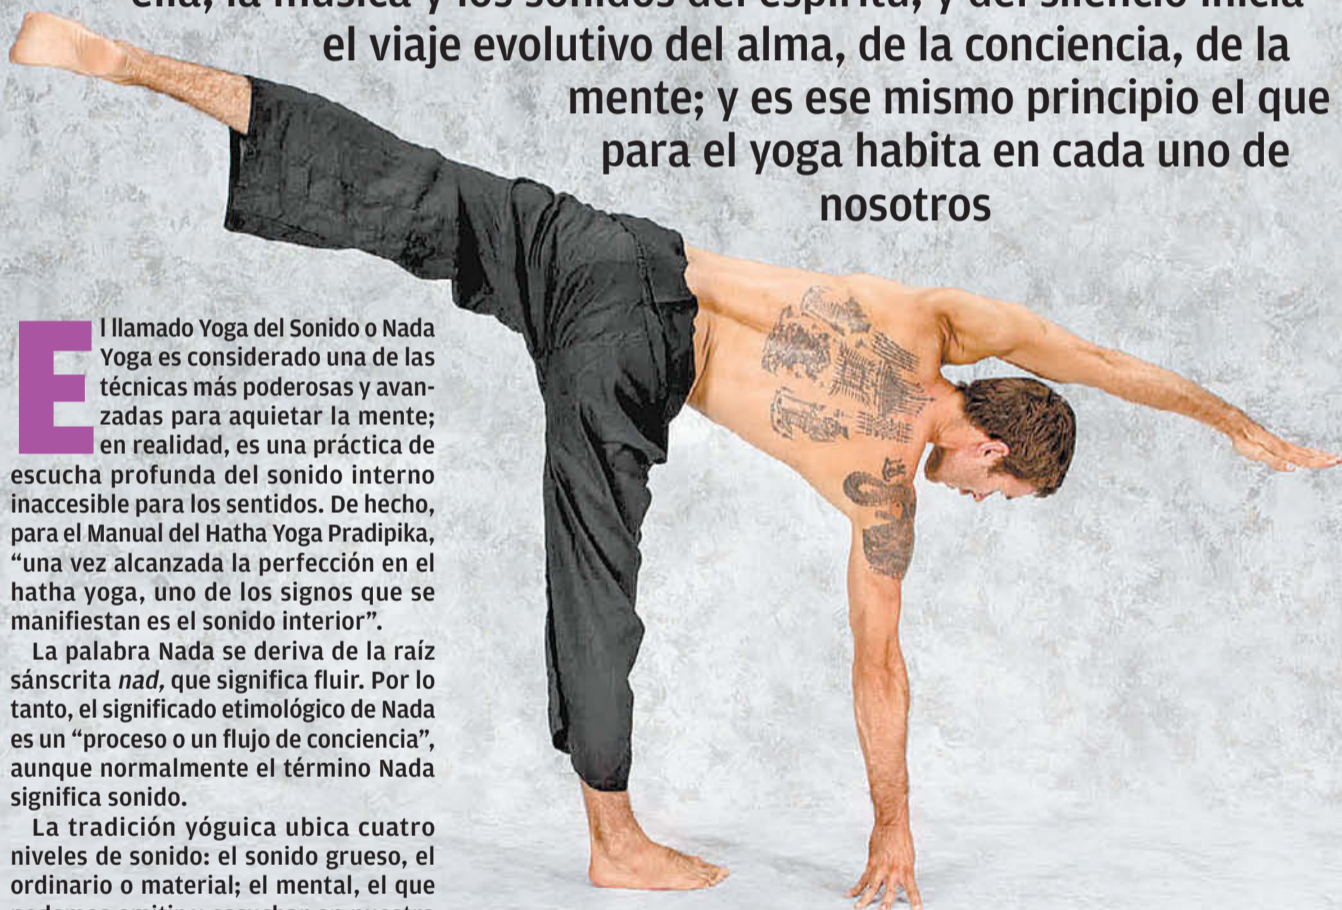 el viaje evolutivo del alma, de la conciencia, de la
mente; y es ese mismo principio el que
para el yoga habita en cada uno de
nosotros
El llamado Yoga del Sonido o Nada
Yoga es considerado una de las
técnicas más poderosas y avan-
zadas para aquietar la mente;
en realidad, es una práctica de
escucha profunda del sonido interno
inaccesible para los sentidos. De hecho,
para el Manual del Hatha Yoga Pradipika,
“una vez alcanzada la perfección en el
hatha yoga, uno de los signos que se
manifiestan es el sonido interior”.
La palabra Nada se deriva de la raíz
sánscrita nad, que significa fluir. Por lo
tanto, el significado etimológico de Nada
es un “proceso o un flujo de conciencia”,
aunque normalmente el término Nada
significa sonido.
La tradición yóguica ubica cuatro
niveles de sonido: el sonido grueso, el
ordinario o material; el mental, el que